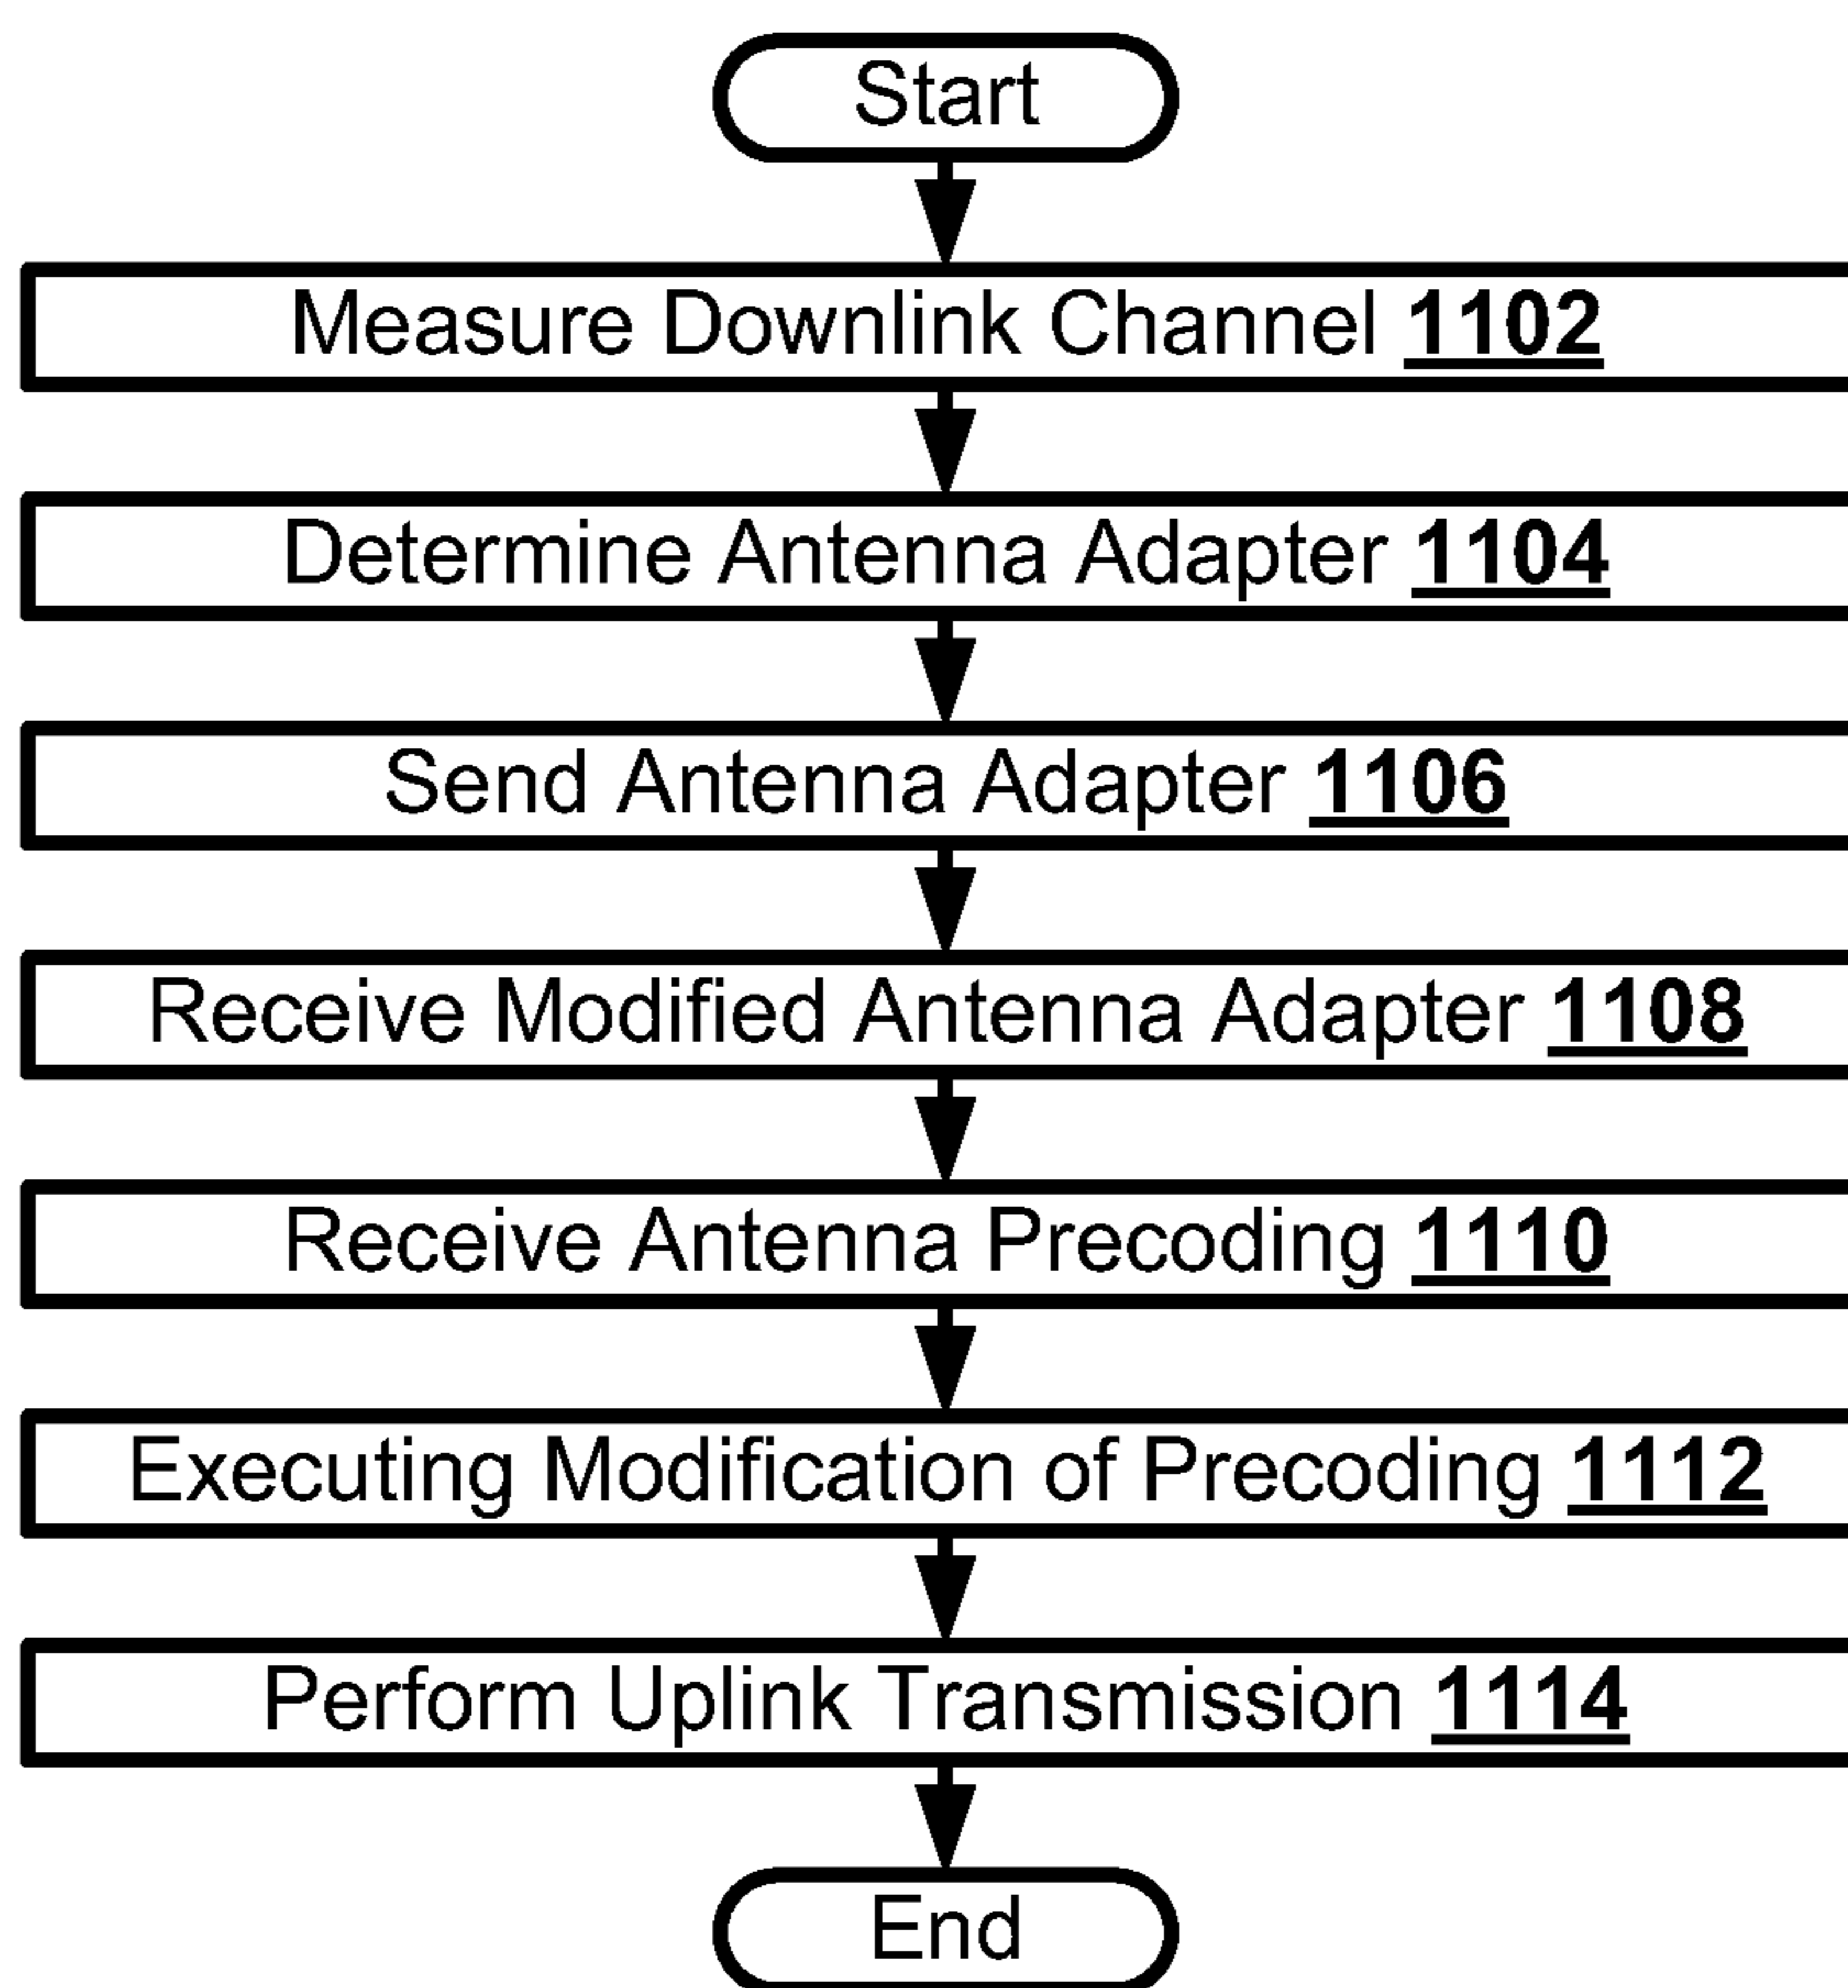 Start
Measure Downlink Channel 1102
Determine Antenna Adapter 1104
Send Antenna Adapter 1106
Receive Modified Antenna Adapter 1108
Receive Antenna Precoding 1110
Executing Modification of Precoding 1112
Perform Uplink Transmission 1114
End